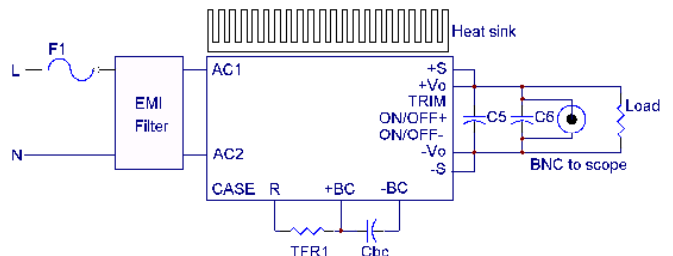 Heat sink
F1
L
AC1
+S
+Vo
TRIM
ON/OFF+
ON/OFF-
-Vo
-S
EMI
Filter
C5
C6
Load
N
AC2
BNC to scope
CASE R +BC -BC
TFR1
Cbc